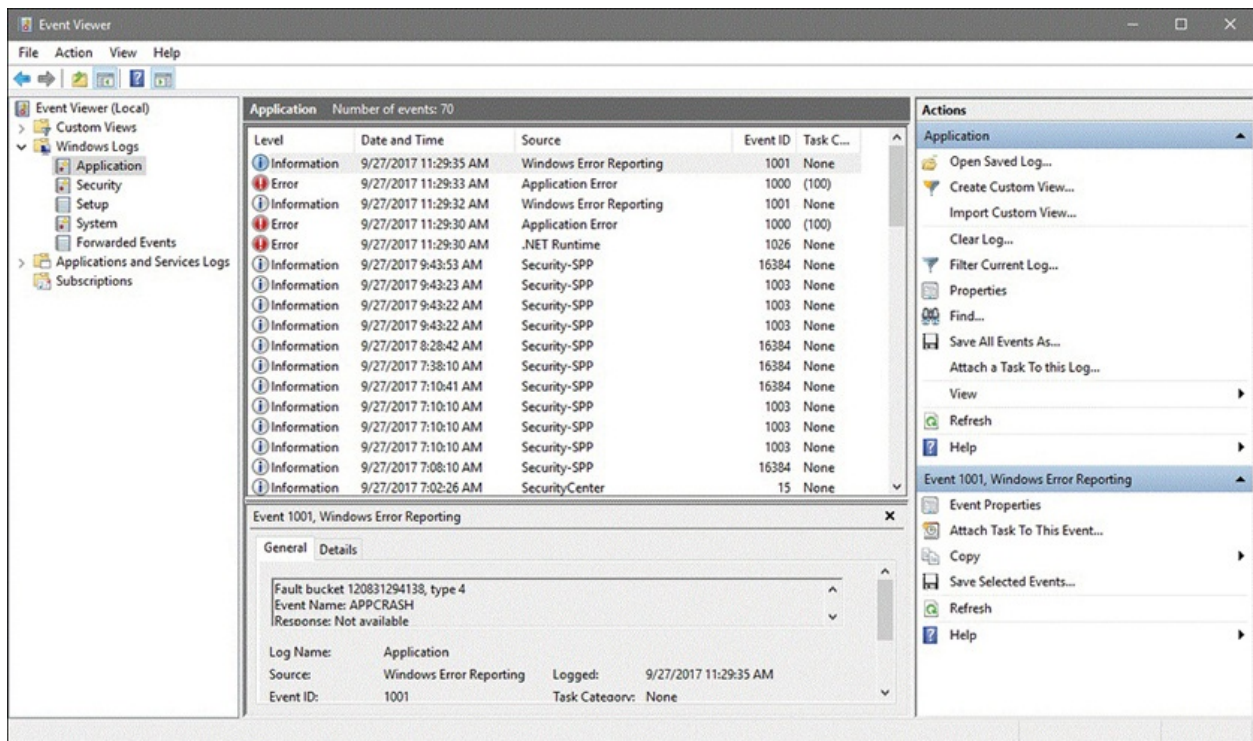 Event Viewer
File Action View Help
Event Viewer (Local)
Custom Views
Windows Logs
Application
Security
Setup
System
Forwarded Events
Applications and Services Logs
Subscriptions
Application Number of events: 70
Level Date and Time Source Event ID Task C...
Information 9/27/2017 11:29:35 AM Windows Error Reporting 1001 None
Error 9/27/2017 11:29:33 AM Application Error 1000 (100)
Information 9/27/2017 11:29:32 AM Windows Error Reporting 1001 None
Error 9/27/2017 11:29:30 AM Application Error 1000 (100)
Error 9/27/2017 11:29:30 AM .NET Runtime 1026 None
Information 9/27/2017 9:43:53 AM Security-SPP 16384 None
Information 9/27/2017 9:43:23 AM Security-SPP 1003 None
Information 9/27/2017 9:43:22 AM Security-SPP 1003 None
Information 9/27/2017 9:43:22 AM Security-SPP 1003 None
Information 9/27/2017 8:28:42 AM Security-SPP 16384 None
Information 9/27/2017 7:38:10 AM Security-SPP 16384 None
Information 9/27/2017 7:10:41 AM Security-SPP 16384 None
Information 9/27/2017 7:10:10 AM Security-SPP 1003 None
Information 9/27/2017 7:10:10 AM Security-SPP 1003 None
Information 9/27/2017 7:10:10 AM Security-SPP 1003 None
Information 9/27/2017 7:08:10 AM Security-SPP 16384 None
Information 9/27/2017 7:02:26 AM SecurityCenter 15 None
Event 1001, Windows Error Reporting
General Details
Fault bucket 120831294138, type 4
Event Name: APPCRASH
Response: Not available
Log Name: Application
Source: Windows Error Reporting Logged: 9/27/2017 11:29:35 AM
Event ID: 1001 Task Category: None
Actions
Application
Open Saved Log...
Create Custom View...
Import Custom View...
Clear Log...
Filter Current Log...
Properties
Find...
Save All Events As...
Attach a Task To this Log...
View
Refresh
Help
Event 1001, Windows Error Reporting
Event Properties
Attach Task To This Event...
Copy
Save Selected Events...
Refresh
Help